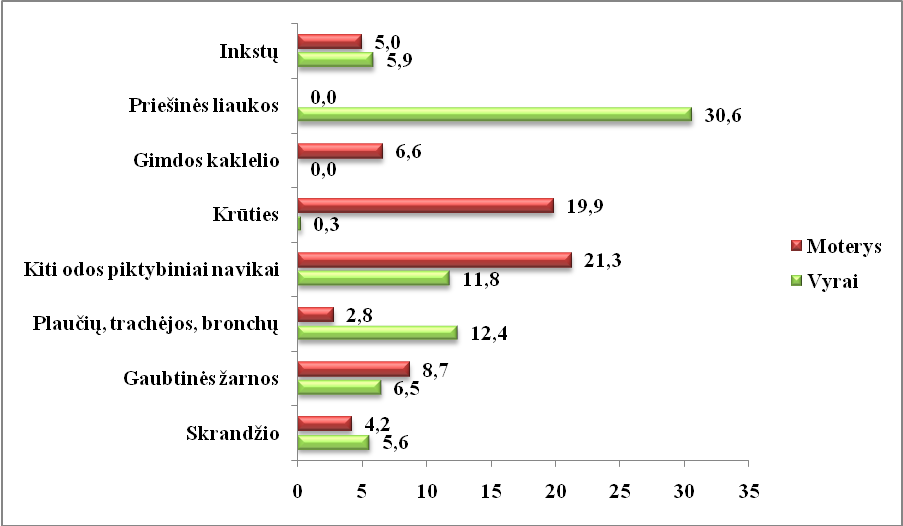 Inkstų
5,0
5,9
Priešinės liaukos
0,0
30,6
Gimdos kaklelio
6,6
0,0
Krūties
19,9
0,3
Kiti odos piktybiniai navikai
21,3
11,8
Plaučių, trachėjos, bronchų
2,8
12,4
Gaubtinės žarnos
8,7
6,5
Skrandžio
4,2
5,6
0 5 10 15 20 25 30 35
Moterys
Vyrai